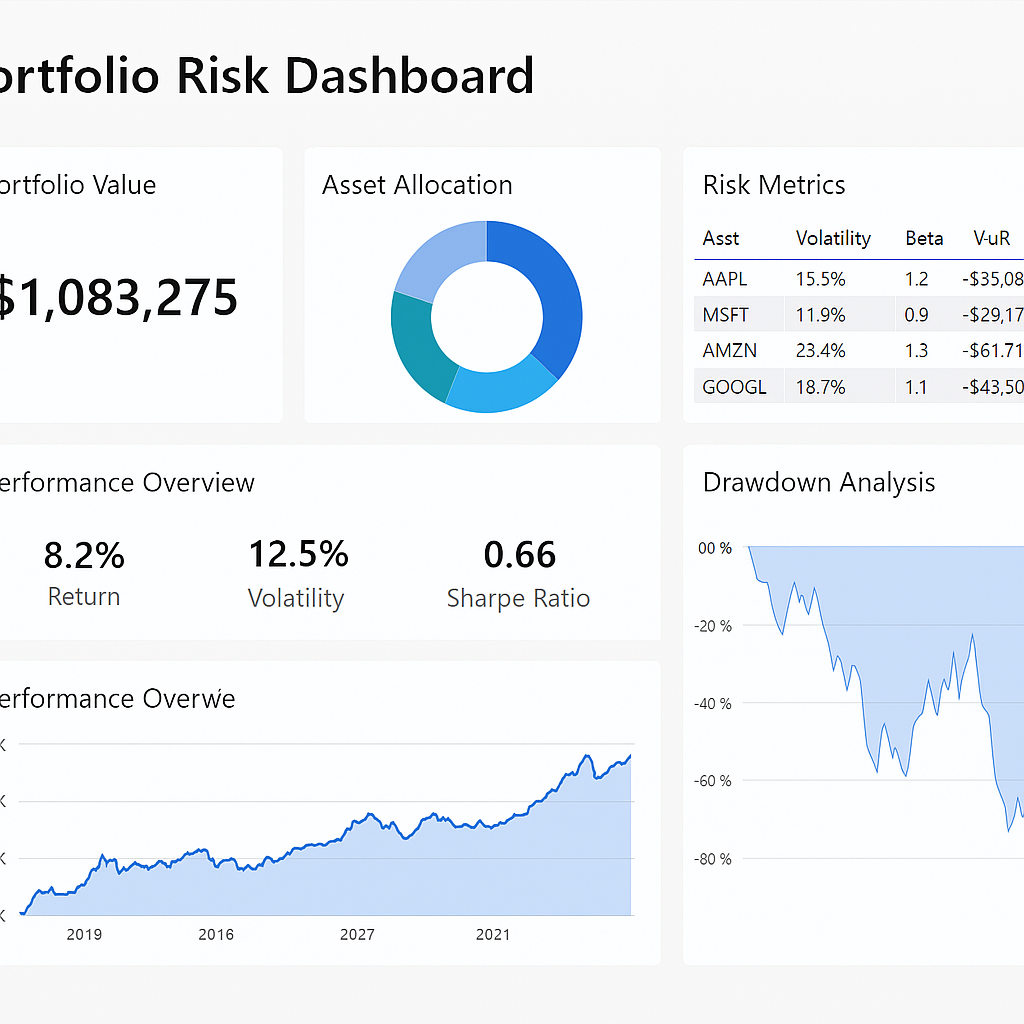 ortfolio Risk Dashboard
ortfolio Value
$1,083,275
Asset Allocation
Risk Metrics
Asst Volatility Beta V-uR
AAPL 15.5% 1.2 -$35,08
MSFT 11.9% 0.9 -$29,17
AMZN 23.4% 1.3 -$61.71
GOOGL 18.7% 1.1 -$43,50
erformance Overview
8.2% 12.5% 0.66
Return Volatility Sharpe Ratio
Drawdown Analysis
00 %
-20 %
-40 %
-60 %
-80 %
erformance Overwe
K
K
K
K
2019 2016 2027 2021